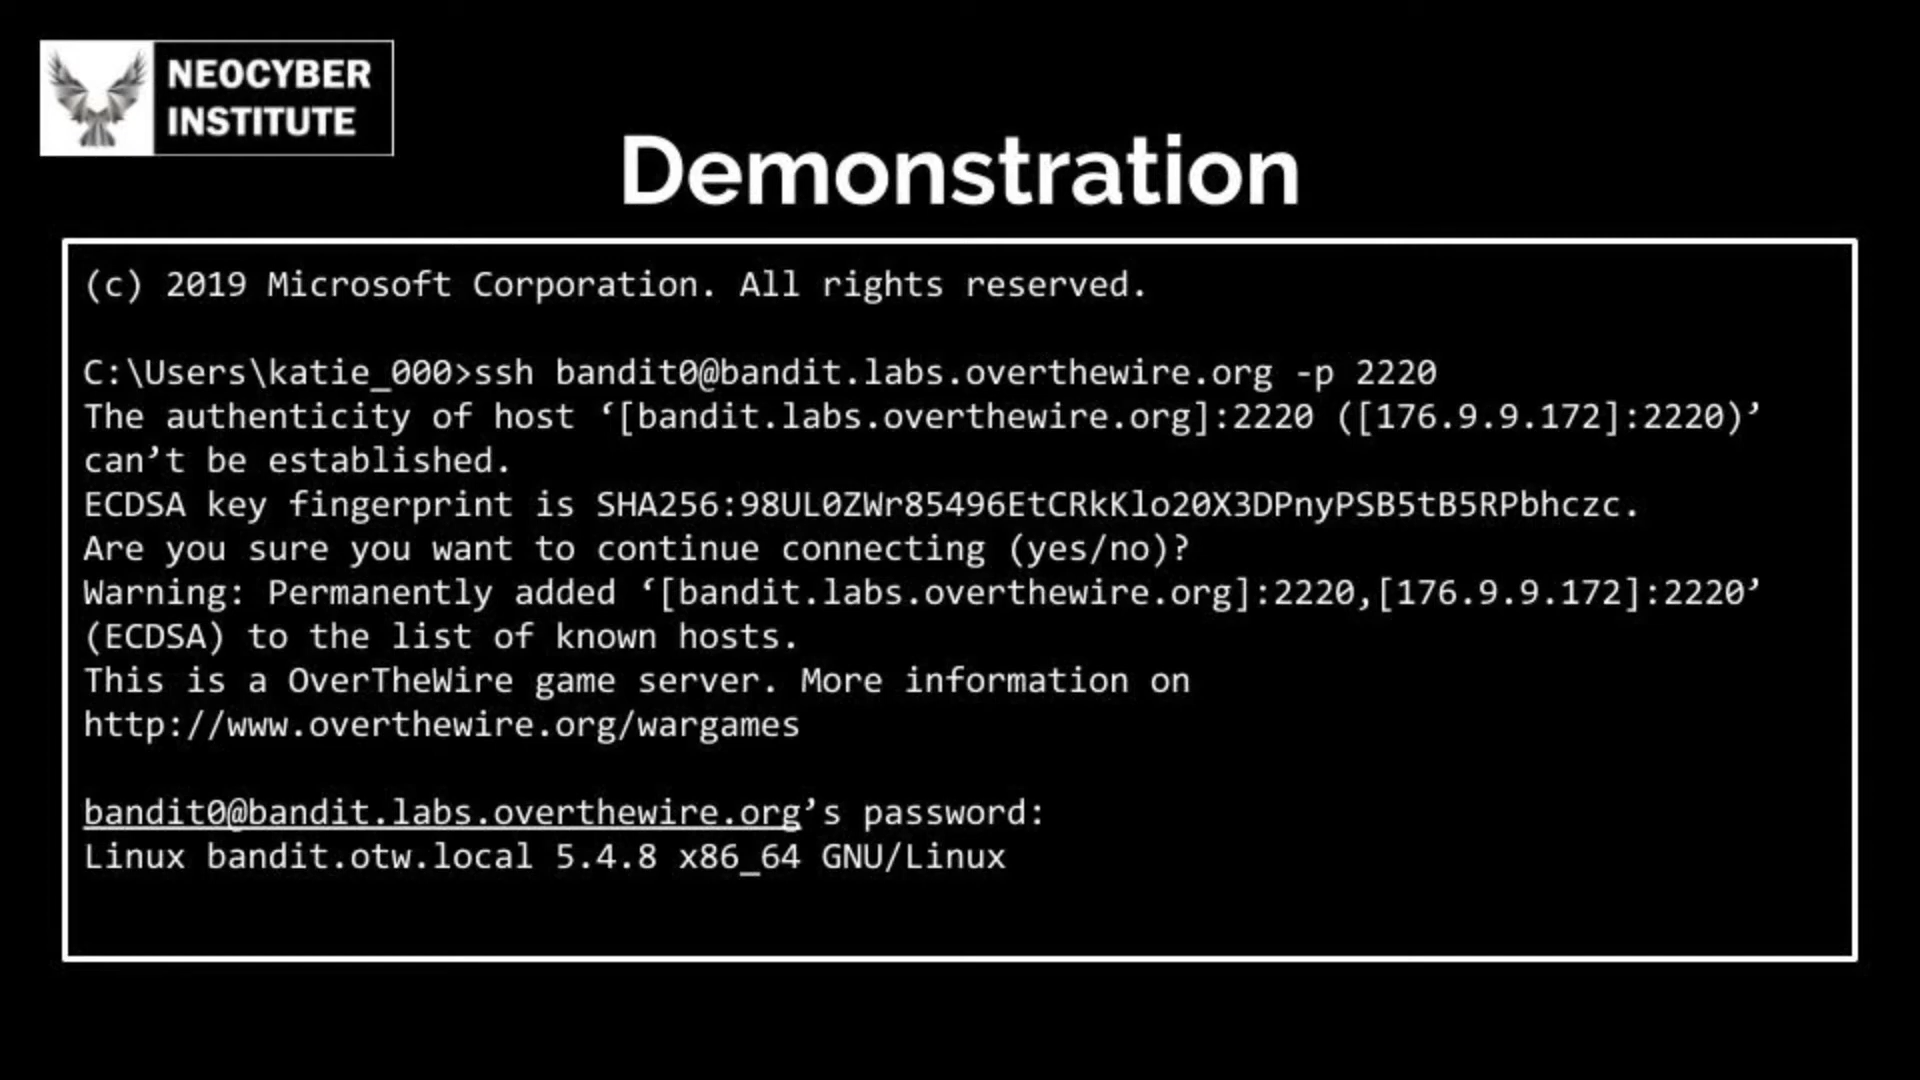 NEOCYBER
INSTITUTE
Demonstration
(c) 2019 Microsoft Corporation. All rights reserved.
C:\Users\katie_000>ssh bandit0@bandit.labs.overthewire.org -p 2220
The authenticity of host ‘[bandit.labs.overthewire.org]:2220 ([176.9.9.172]:2220)’
can’t be established.
ECDSA key fingerprint is SHA256:98UL0ZWr85496EtCRkKlo20X3DPnyPSB5tB5RPbhczc.
Are you sure you want to continue connecting (yes/no)?
Warning: Permanently added ‘[bandit.labs.overthewire.org]:2220,[176.9.9.172]:2220’
(ECDSA) to the list of known hosts.
This is a OverTheWire game server. More information on
http://www.overthewire.org/wargames
bandit0@bandit.labs.overthewire.org’s password:
Linux bandit.otw.local 5.4.8 x86_64 GNU/Linux